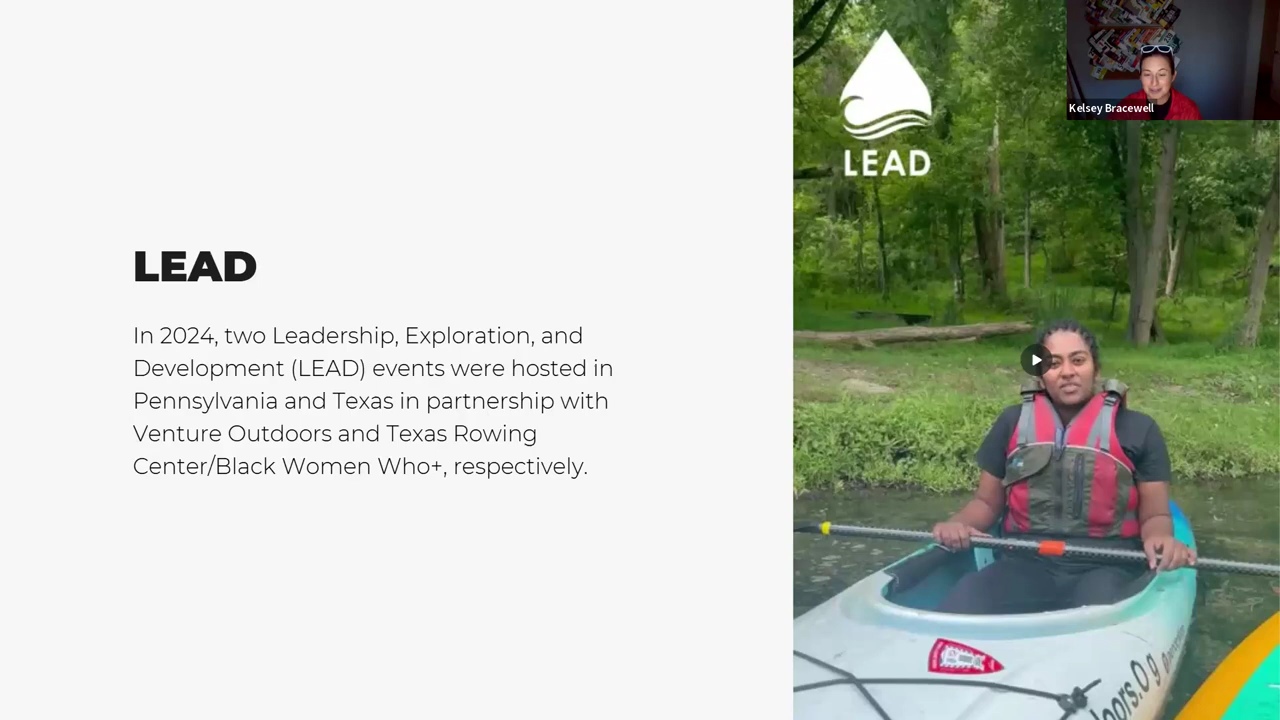 Kelsey Bracewell
LEAD
LEAD
In 2024, two Leadership, Exploration, and
Development (LEAD) events were hosted in
Pennsylvania and Texas in partnership with
Venture Outdoors and Texas Rowing
Center/Black Women Who+, respectively.